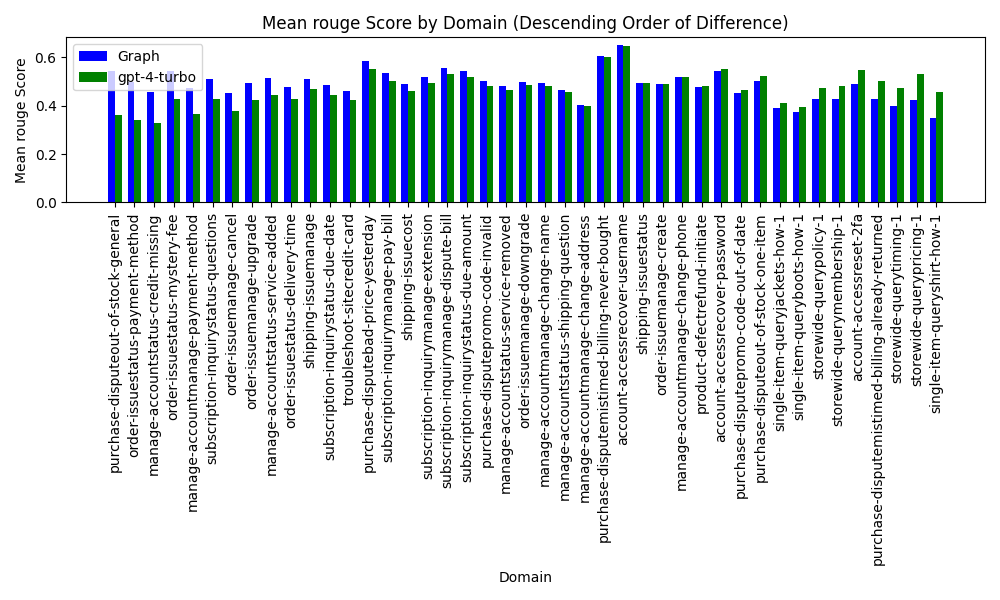 Mean rouge Score by Domain (Descending Order of Difference)
Graph
gpt-4-turbo
Mean rouge Score
0.6
0.4
0.2
0.0
purchase-disputeout-of-stock-general
order-issuestatus-payment-method
manage-accountstatus-credit-missing
order-issuestatus-mystery-fee
manage-accountmanage-payment-method
subscription-inquirystatus-questions
order-issuemanage-cancel
order-issuemanage-upgrade
manage-accountstatus-service-added
order-issuestatus-delivery-time
shipping-issuemanage
subscription-inquirystatus-due-date
troubleshoot-sitecredit-card
purchase-disputebad-price-yesterday
subscription-inquirymanage-pay-bill
shipping-issuecost
subscription-inquirymanage-extension
subscription-inquirymanage-dispute-bill
subscription-inquirystatus-due-amount
purchase-disputepromo-code-invalid
manage-accountstatus-service-removed
order-issuemanage-downgrade
manage-accountmanage-change-name
manage-accountstatus-shipping-question
manage-accountmanage-change-address
purchase-disputemistimed-billing-never-bought
account-accessrecover-username
shipping-issuestatus
order-issuemanage-create
manage-accountmanage-change-phone
product-defectrefund-initiate
account-accessrecover-password
purchase-disputepromo-code-out-of-date
purchase-disputeout-of-stock-one-item
single-item-queryjackets-how-1
single-item-queryboots-how-1
storewide-querypolicy-1
storewide-querymembership-1
account-accessreset-2fa
purchase-disputemistimed-billing-already-returned
storewide-querytiming-1
storewide-querypricing-1
single-item-queryshirt-how-1
Domain